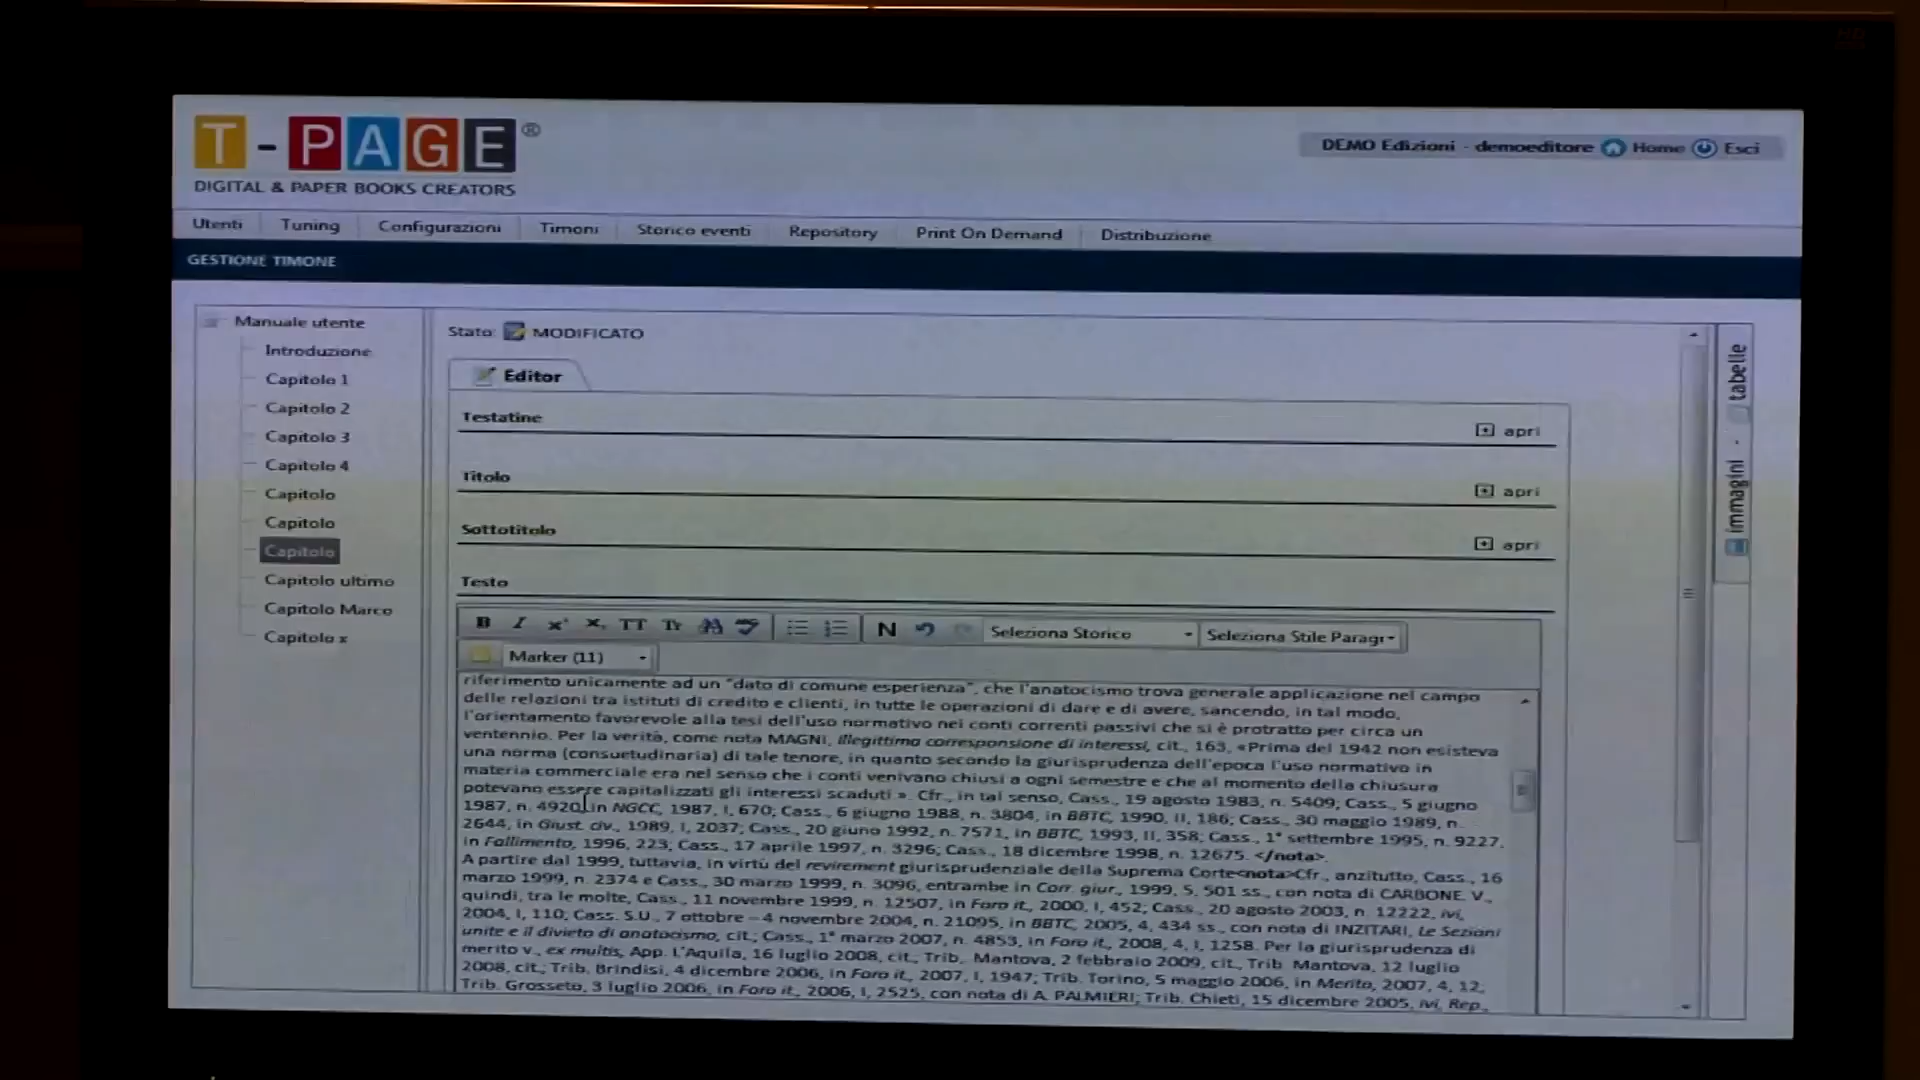 T-PAGE®
DIGITAL & PAPER BOOKS CREATORS
DEMO Edizioni - demoeditore Home Esci
Utenti Tuning Configurazioni Timoni Storico eventi Repository Print On Demand Distribuzione
GESTIONE TIMONE
Manuale utente
Introduzione
Capitolo 1
Capitolo 2
Capitolo 3
Capitolo 4
Capitolo
Capitolo
Capitolo
Capitolo ultimo
Capitolo Marco
Capitolo x
Stato: MODIFICATO
Editor
Testatine apri
Titolo apri
Sottotitolo apri
Testo
B I x² x₂ TT Tr N Seleziona Storico Seleziona Stile Paragr
Marker (11)
riferimento unicamente ad un "dato di comune esperienza", che l'anatocismo trova generale applicazione nel campo
delle relazioni tra istituti di credito e clienti, in tutte le operazioni di dare e di avere, sancendo, in tal modo,
l'orientamento favorevole alla tesi dell'uso normativo nei conti correnti passivi che si è protratto per circa un
ventennio. Per la verità, come nota MAGNI, Illegittima corresponsione di interessi, cit., 163, «Prima del 1942 non esisteva
una norma (consuetudinaria) di tale tenore, in quanto secondo la giurisprudenza dell'epoca l'uso normativo in
materia commerciale era nel senso che i conti venivano chiusi a ogni semestre e che al momento della chiusura
potevano essere capitalizzati gli interessi scaduti ». Cfr., in tal senso, Cass., 19 agosto 1983, n. 5409; Cass., 5 giugno
1987, n. 4920, in NGCC, 1987, I, 670; Cass., 6 giugno 1988, n. 3804, in BBTC, 1990, II, 186; Cass., 30 maggio 1989, n.
2644, in Giust. civ., 1989, I, 2037; Cass., 20 giuno 1992, n. 7571, in BBTC, 1993, II, 358; Cass., 1° settembre 1995, n. 9227,
in Fallimento, 1996, 223; Cass., 17 aprile 1997, n. 3296; Cass., 18 dicembre 1998, n. 12675. </nota>.
A partire dal 1999, tuttavia, in virtù del revirement giurisprudenziale della Suprema Corte<nota>Cfr., anzitutto, Cass., 16
marzo 1999, n. 2374 e Cass., 30 marzo 1999, n. 3096, entrambe in Corr. giur., 1999, 5, 501 ss., con nota di CARBONE. V.,
quindi, tra le molte, Cass., 11 novembre 1999, n. 12507, in Foro it., 2000, I, 452; Cass., 20 agosto 2003, n. 12222, ivi,
2004, I, 110; Cass. S.U., 7 ottobre – 4 novembre 2004, n. 21095, in BBTC, 2005, 4, 434 ss., con nota di INZITARI, Le Sezioni
unite e il divieto di anatocismo, cit.; Cass., 1° marzo 2007, n. 4853, in Foro it., 2008, 4, I, 1258. Per la giurisprudenza di
merito v., ex multis, App. L'Aquila, 16 luglio 2008, cit., Trib. Mantova, 2 febbraio 2009, cit., Trib. Mantova, 12 luglio
2008, cit.; Trib. Brindisi, 4 dicembre 2006, in Foro it., 2007, I, 1947; Trib. Torino, 5 maggio 2006, in Merito, 2007, 4, 12,
Trib. Grosseto, 3 luglio 2006, in Foro it., 2006, I, 2525, con nota di A. PALMIERI; Trib. Chieti, 15 dicembre 2005, ivi, Rep.,
tabelle
immagini